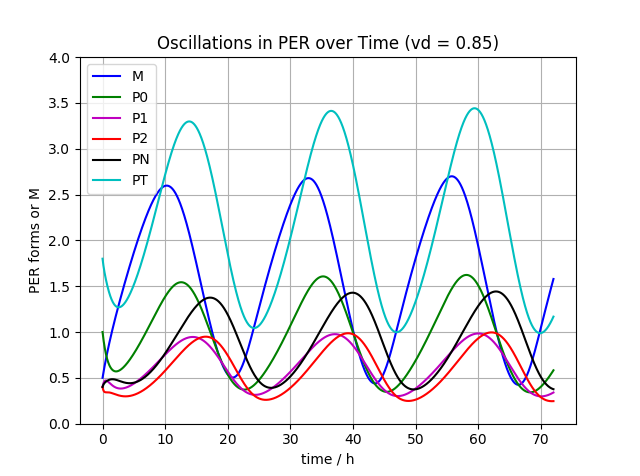 Oscillations in PER over Time (vd = 0.85)
4.0
3.5
3.0
2.5
2.0
1.5
1.0
0.5
0.0
PER forms or M
M
P0
P1
P2
PN
PT
0 10 20 30 40 50 60 70
time / h